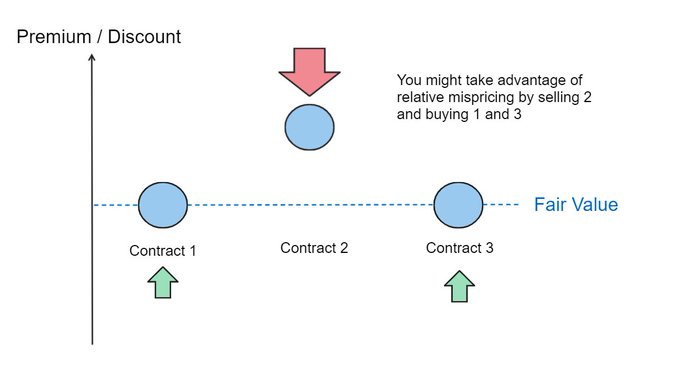 Premium / Discount
You might take advantage of
relative mispricing by selling 2
and buying 1 and 3
Fair Value
Contract 1
Contract 2
Contract 3